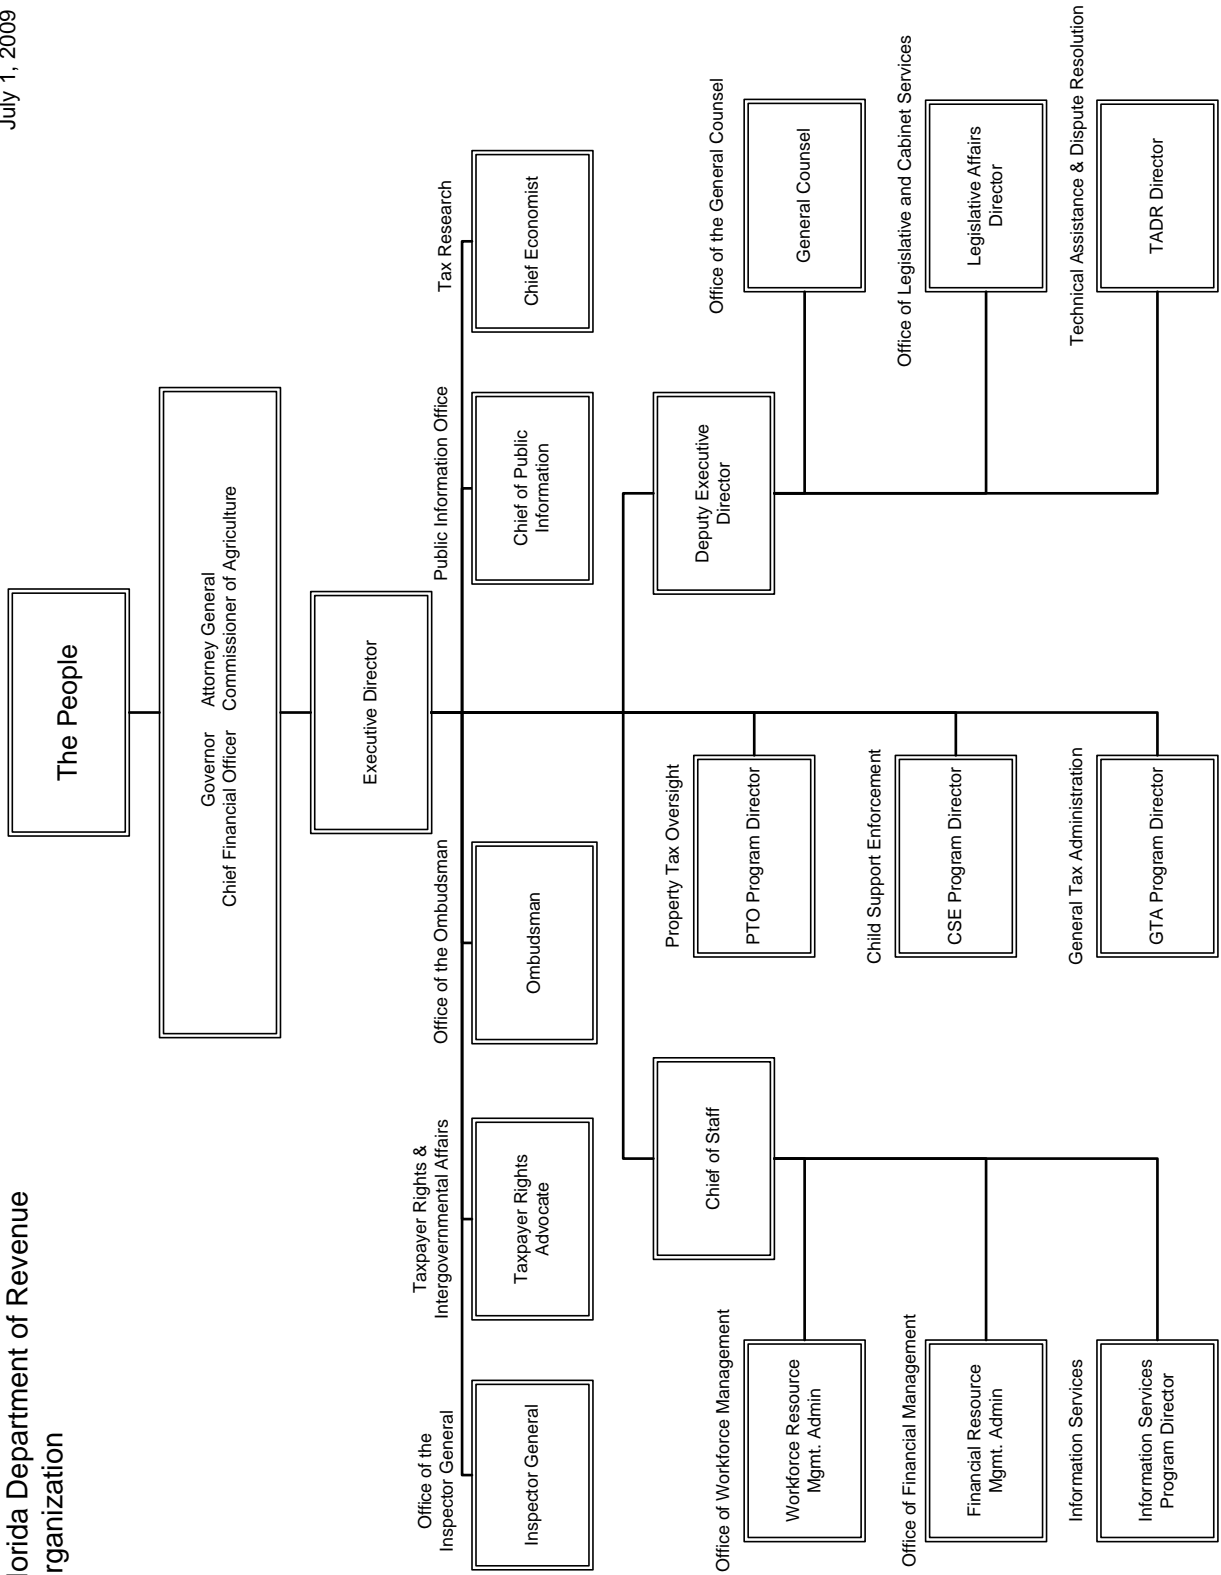 lorida Department of Revenue
rganization
July 1, 2009
The People
Governor Attorney General
Chief Financial Officer Commissioner of Agriculture
Executive Director
Office of the
Inspector General
Inspector General
Taxpayer Rights &
Intergovernmental Affairs
Taxpayer Rights
Advocate
Office of the Ombudsman
Ombudsman
Public Information Office
Chief of Public
Information
Tax Research
Chief Economist
Chief of Staff
Deputy Executive
Director
Office of Workforce Management
Workforce Resource
Mgmt. Admin
Office of Financial Management
Financial Resource
Mgmt. Admin
Information Services
Information Services
Program Director
Property Tax Oversight
PTO Program Director
Child Support Enforcement
CSE Program Director
General Tax Administration
GTA Program Director
Office of the General Counsel
General Counsel
Office of Legislative and Cabinet Services
Legislative Affairs
Director
Technical Assistance & Dispute Resolution
TADR Director